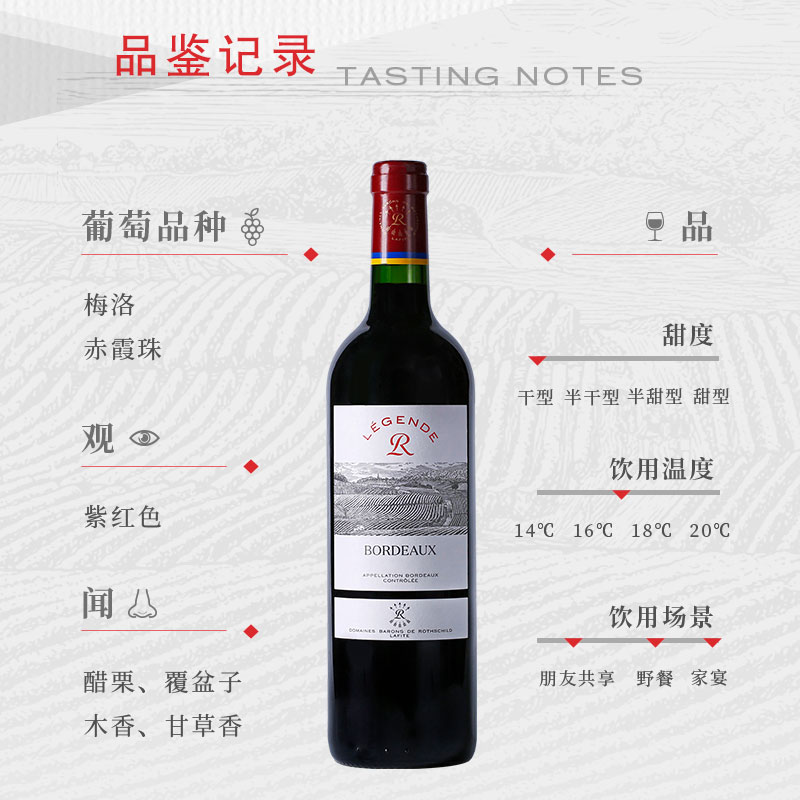 品鉴记录 TASTING NOTES
葡萄品种
梅洛
赤霞珠
观
紫红色
闻
醋栗、覆盆子
木香、甘草香
R
LÉGENDE
R
BORDEAUX
APPELLATION BORDEAUX
CONTRÔLÉE
R
DOMAINES BARONS DE ROTHSCHILD
LAFITE
品
甜度
干型 半干型 半甜型 甜型
饮用温度
14℃ 16℃ 18℃ 20℃
饮用场景
朋友共享 野餐 家宴